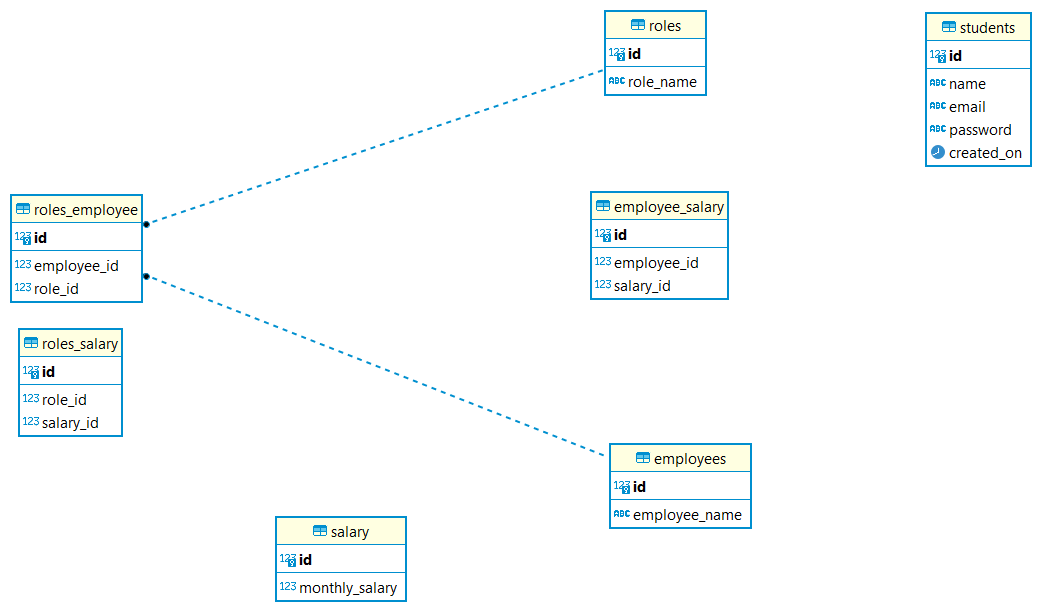 roles
123 id
ABC role_name
students
123 id
ABC name
ABC email
ABC password
created_on
roles_employee
123 id
123 employee_id
123 role_id
employee_salary
123 id
123 employee_id
123 salary_id
roles_salary
123 id
123 role_id
123 salary_id
employees
123 id
ABC employee_name
salary
123 id
123 monthly_salary